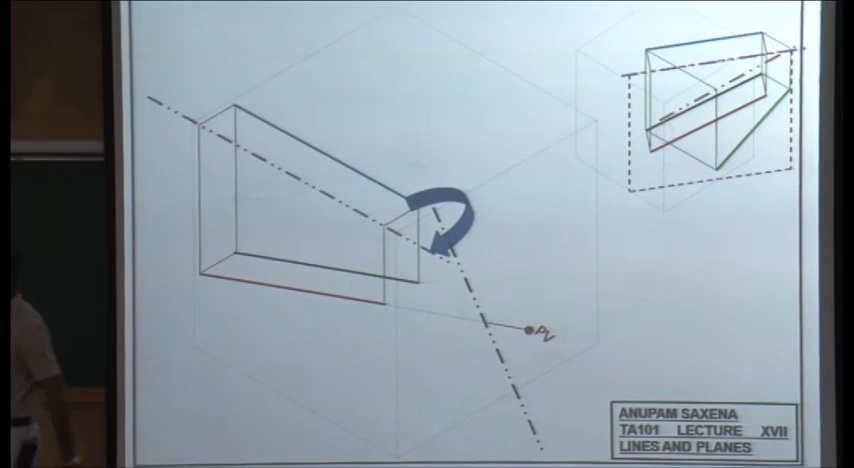 PV
ANUPAM SAXENA
TA101 LECTURE XVII
LINES AND PLANES